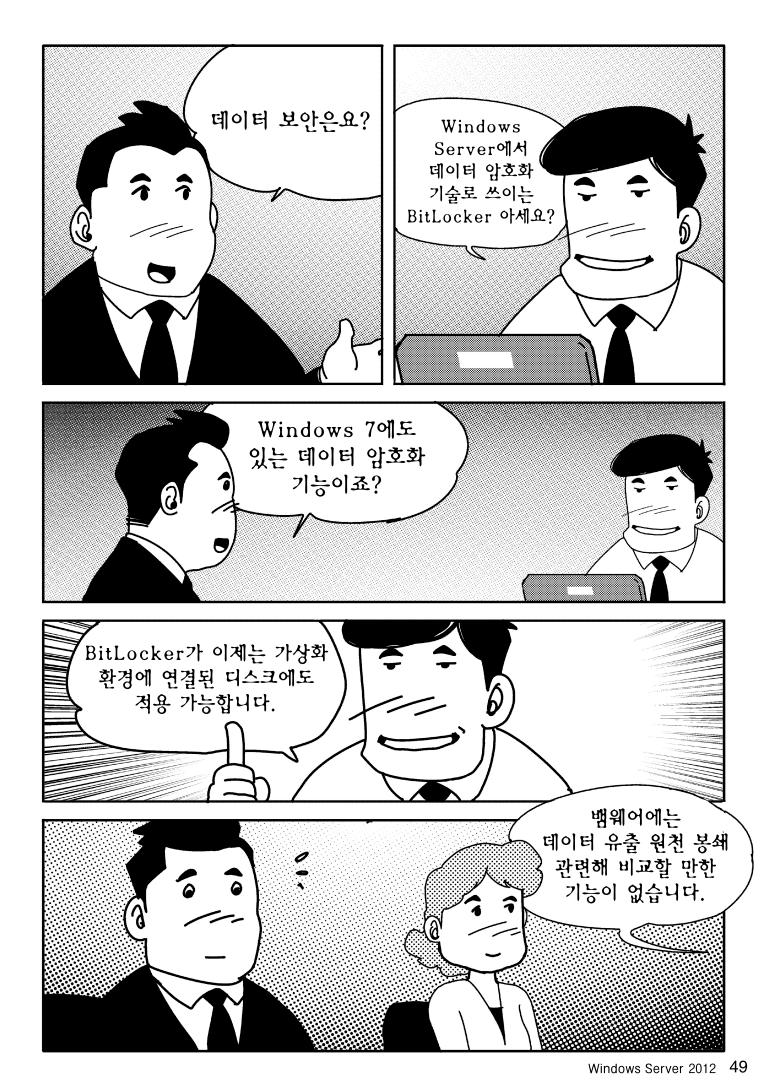 데이터 보안은요?
Windows
Server에서
데이터 암호화
기술로 쓰이는
BitLocker 아세요?
Windows 7에도
있는 데이터 암호화
기능이죠?
BitLocker가 이제는 가상화
환경에 연결된 디스크에도
적용 가능합니다.
뱀웨어에는
데이터 유출 원천 봉쇄
관련해 비교할 만한
기능이 없습니다.
Windows Server 2012 49